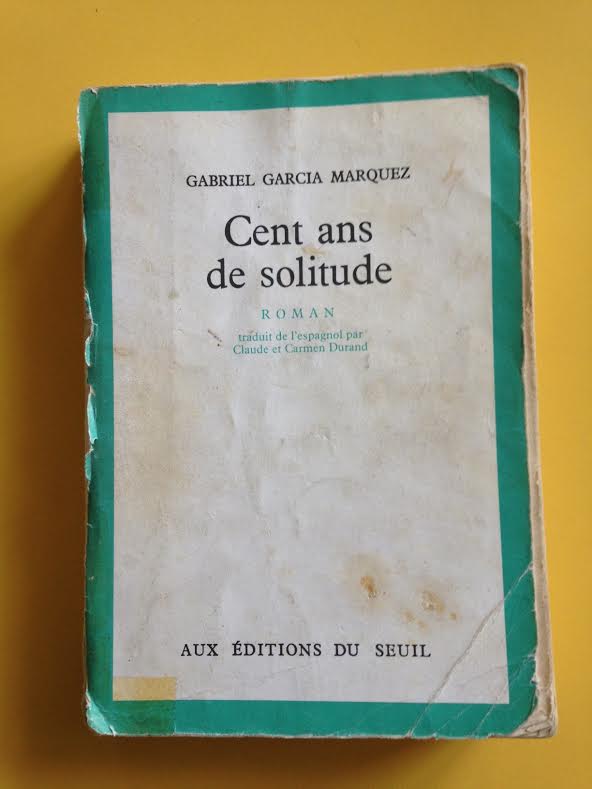 GABRIEL GARCIA MARQUEZ
Cent ans
de solitude
ROMAN
traduit de l'espagnol par
Claude et Carmen Durand
AUX ÉDITIONS DU SEUIL